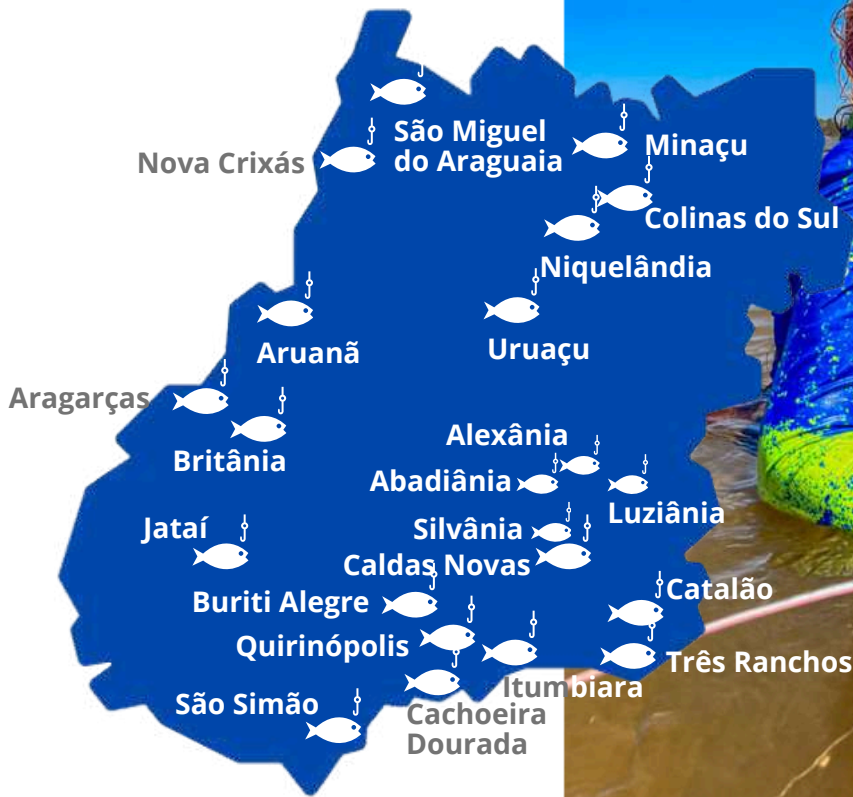 São Miguel
do Araguaia
Minaçu
Nova Crixás
Colinas do Sul
Niquelândia
Uruaçu
Aruanã
Aragarças
Britânia
Alexânia
Abadiânia
Luziânia
Jataí
Silvânia
Caldas Novas
Catalão
Buriti Alegre
Quirinópolis
Três Ranchos
Itumbiara
São Simão
Cachoeira
Dourada